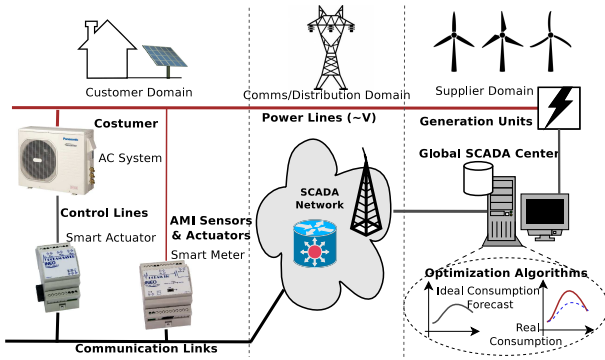 Customer Domain
Comms/Distribution Domain
Supplier Domain
Power Lines (~V)
Costumer
Generation Units
Panasonic
AC System
Global SCADA Center
SCADA
Network
Control Lines
AMI Sensors
& Actuators
Smart Actuator
Smart Meter
Optimization Algorithms
Ideal Consumption
Forecast
Real
Consumption
Communication Links